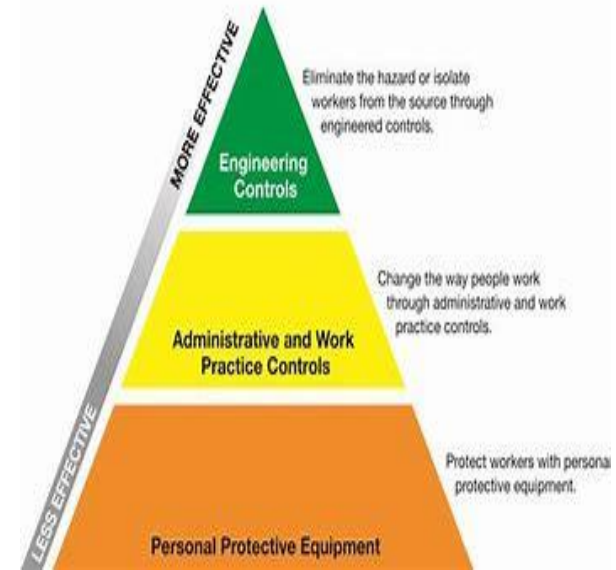 MORE EFFECTIVE
Eliminate the hazard or isolate
workers from the source through
engineered controls.
Engineering
Controls
Change the way people work
through administrative and work
practice controls.
Administrative and Work
Practice Controls
LESS EFFECTIVE
Protect workers with personal
protective equipment.
Personal Protective Equipment